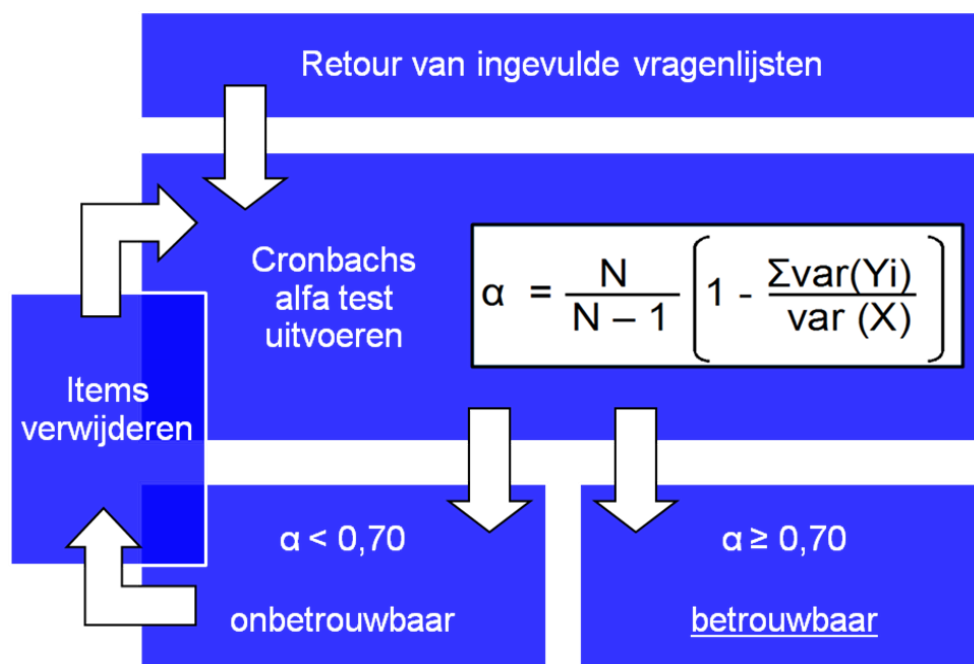 Retour van ingevulde vragenlijsten
Cronbachs
alfa test
uitvoeren
α = N / N – 1 ( 1 - Σvar(Yi) / var (X) )
Items
verwijderen
α < 0,70
onbetrouwbaar
α ≥ 0,70
betrouwbaar